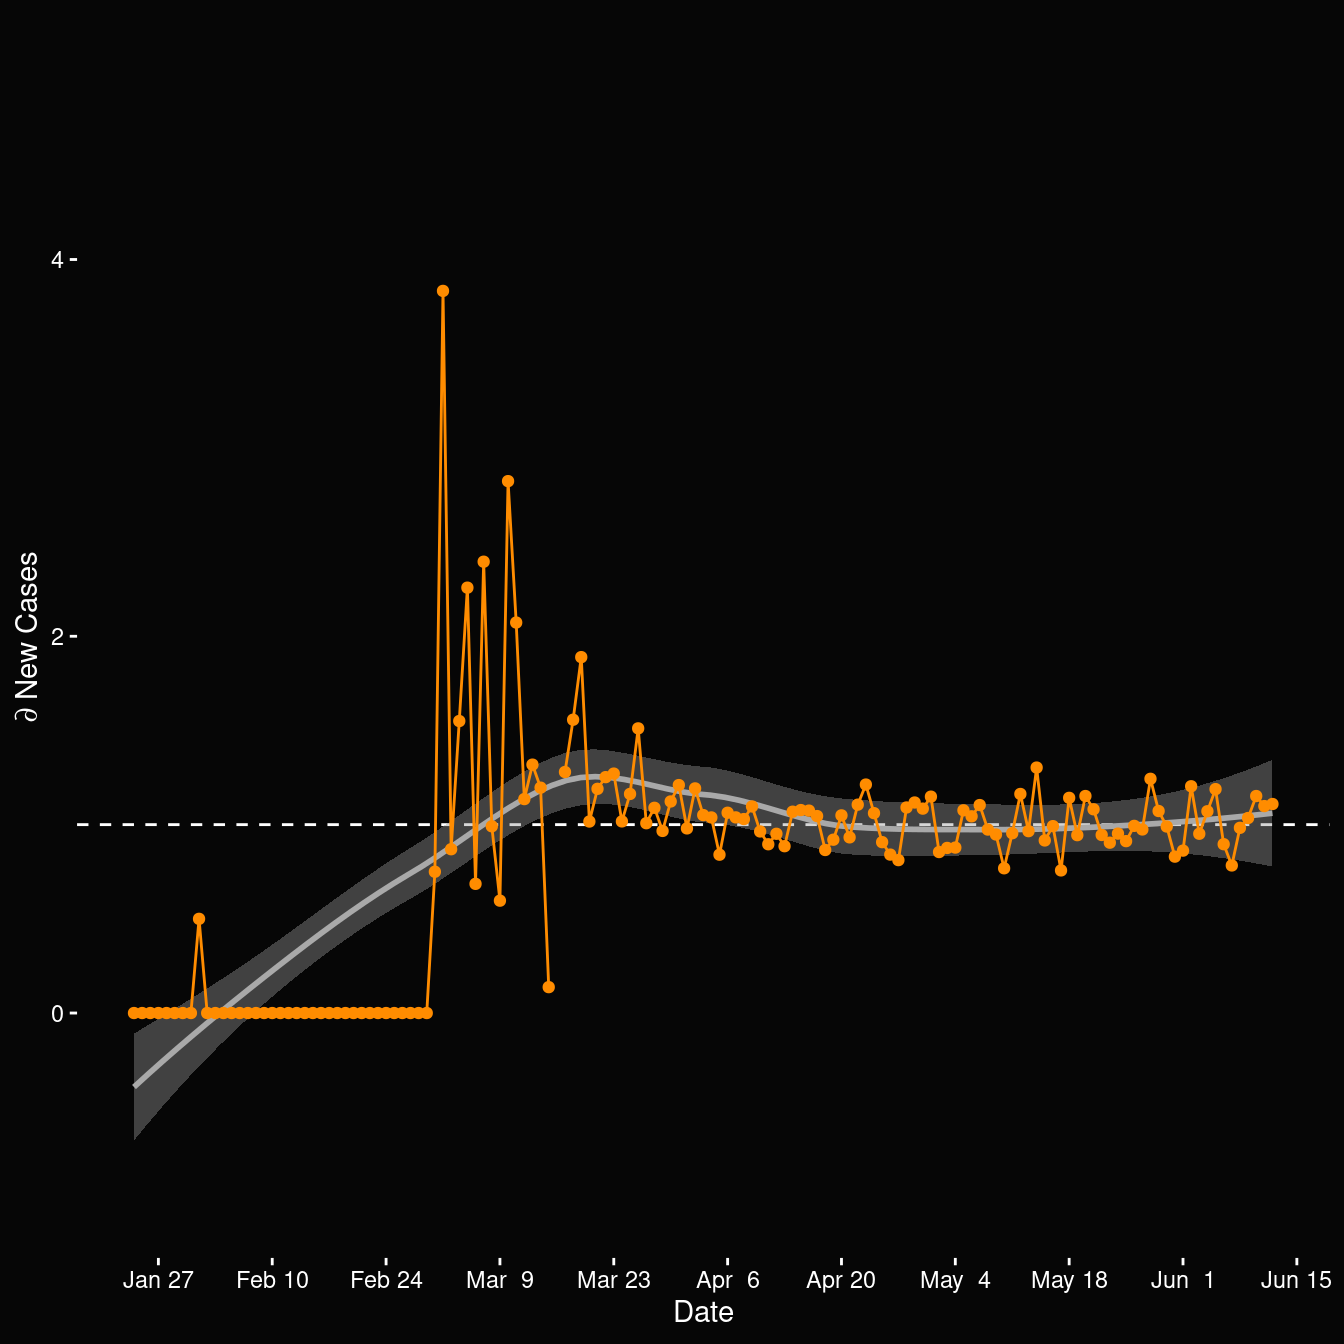 4
2
0
∂ New Cases
Jan 27
Feb 10
Feb 24
Mar  9
Mar 23
Apr  6
Apr 20
May  4
May 18
Jun  1
Jun 15
Date